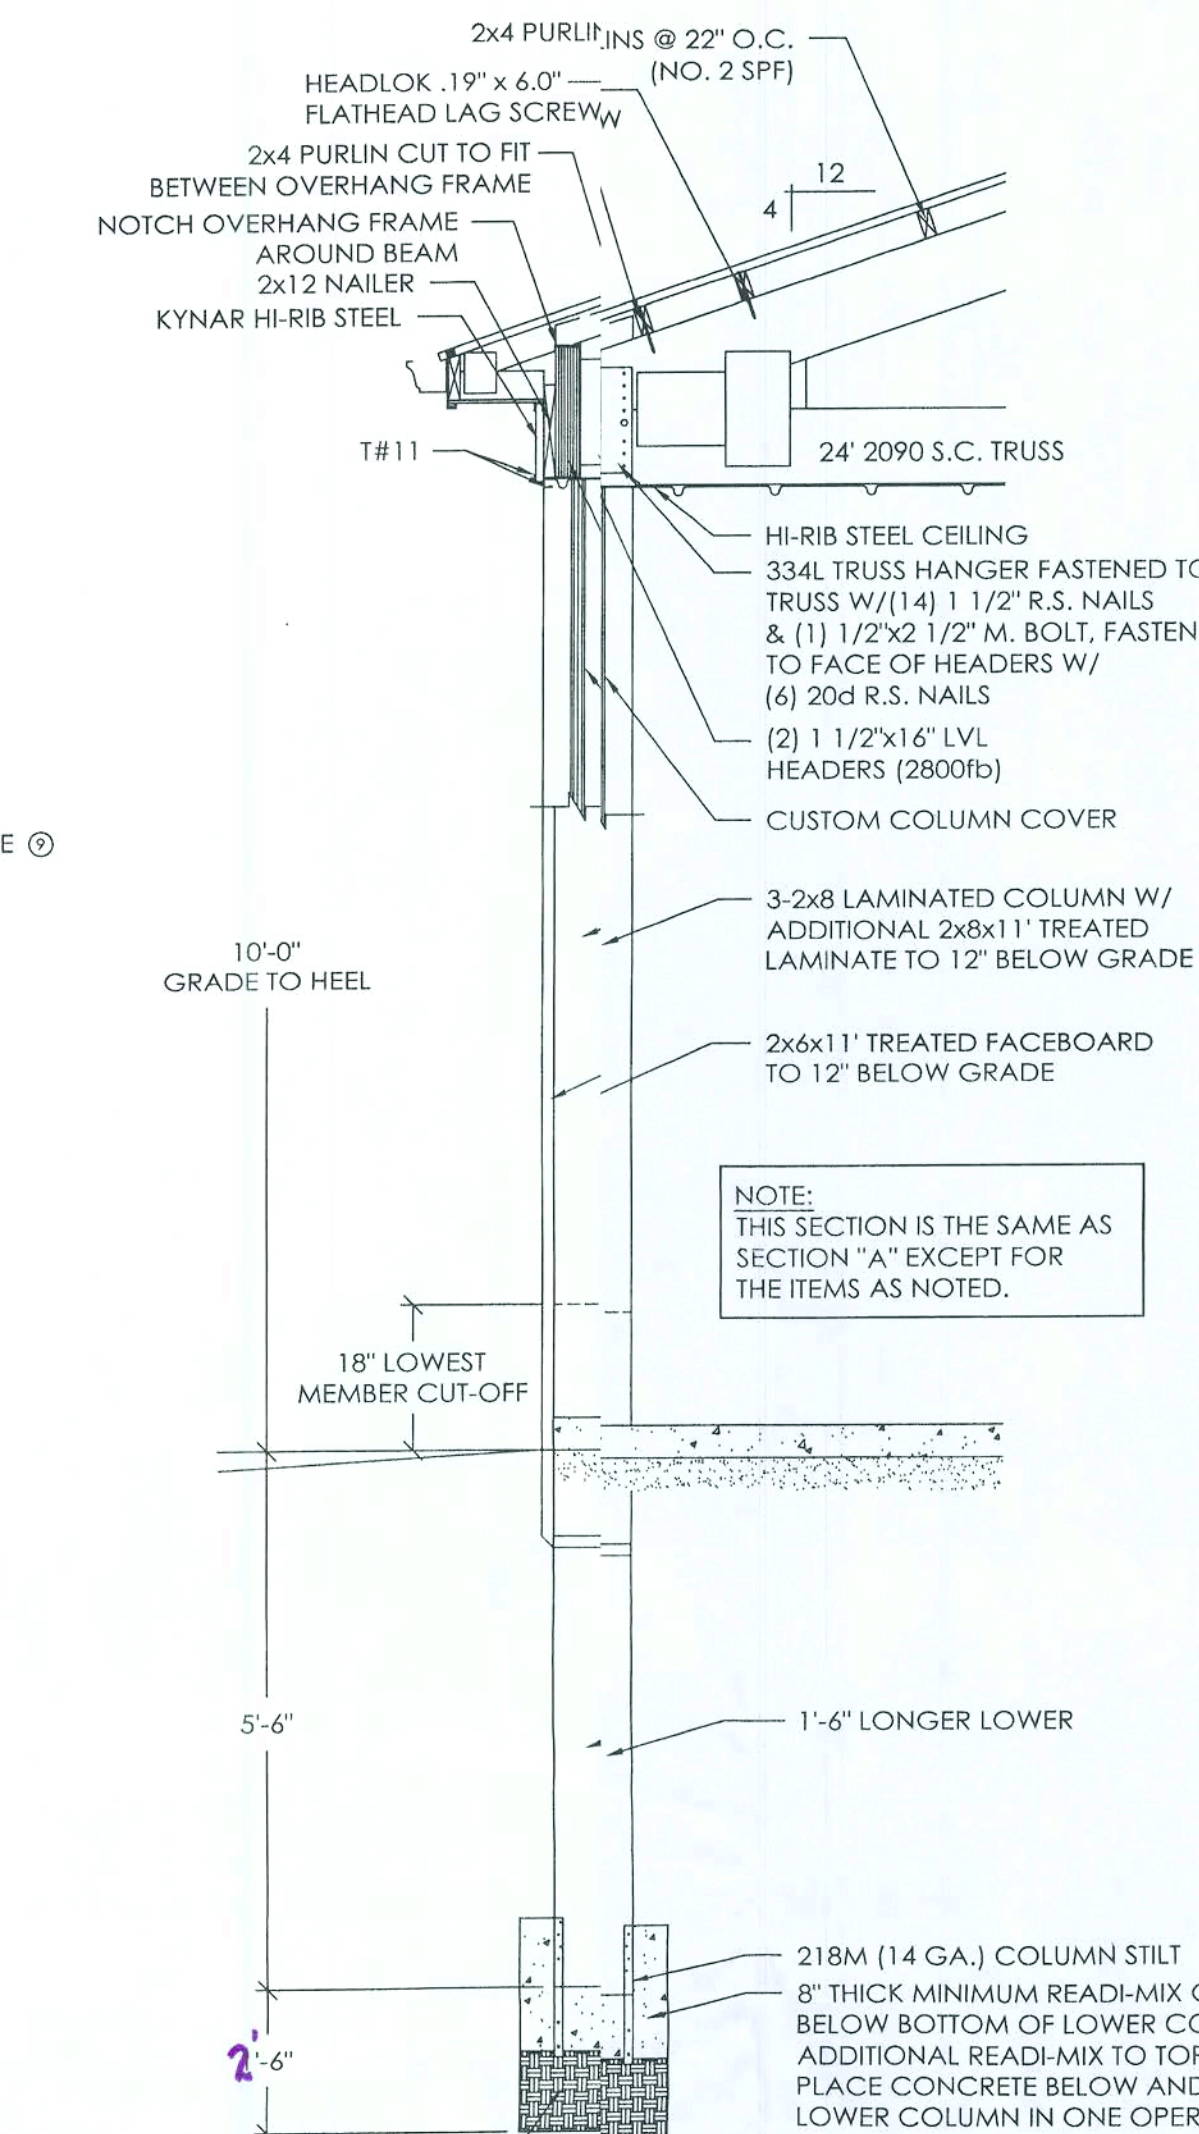 2x4 PURLINS @ 22" O.C.
(NO. 2 SPF)
HEADLOK .19" x 6.0"
FLATHEAD LAG SCREW
2x4 PURLIN CUT TO FIT
BETWEEN OVERHANG FRAME
12
4
NOTCH OVERHANG FRAME
AROUND BEAM
2x12 NAILER
KYNAR HI-RIB STEEL
T#11
24' 2090 S.C. TRUSS
HI-RIB STEEL CEILING
334L TRUSS HANGER FASTENED TO
TRUSS W/(14) 1 1/2" R.S. NAILS
& (1) 1/2"x2 1/2" M. BOLT, FASTEN
TO FACE OF HEADERS W/
(6) 20d R.S. NAILS
(2) 1 1/2"x16" LVL
HEADERS (2800fb)
CUSTOM COLUMN COVER
E 9
3-2x8 LAMINATED COLUMN W/
ADDITIONAL 2x8x11' TREATED
LAMINATE TO 12" BELOW GRADE
10'-0"
GRADE TO HEEL
2x6x11' TREATED FACEBOARD
TO 12" BELOW GRADE
NOTE:
THIS SECTION IS THE SAME AS
SECTION "A" EXCEPT FOR
THE ITEMS AS NOTED.
18" LOWEST
MEMBER CUT-OFF
5'-6"
1'-6" LONGER LOWER
218M (14 GA.) COLUMN STILT
8" THICK MINIMUM READI-MIX
BELOW BOTTOM OF LOWER CO
ADDITIONAL READI-MIX TO TOP
PLACE CONCRETE BELOW AND
LOWER COLUMN IN ONE OPER
2'-6"